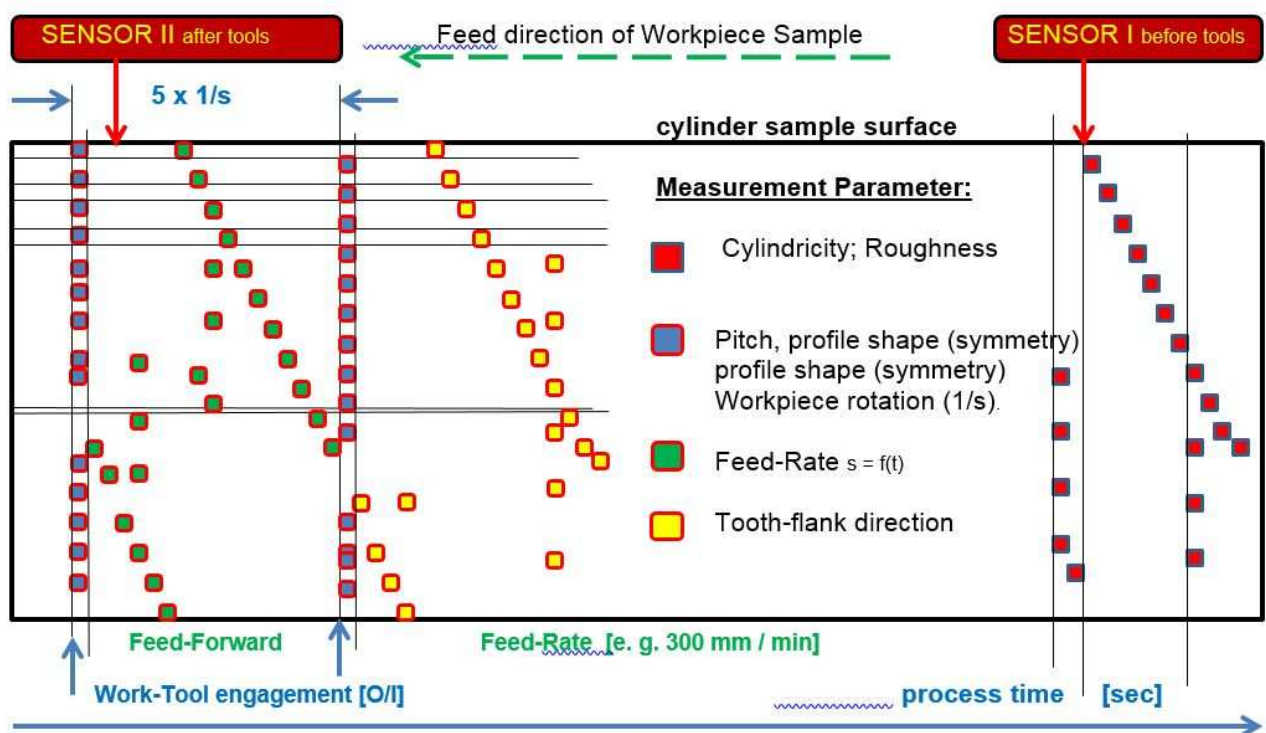 SENSOR II after tools
Feed direction of Workpiece Sample
SENSOR I before tools
5 x 1/s
cylinder sample surface
Measurement Parameter:
Cylindricity; Roughness
Pitch, profile shape (symmetry)
profile shape (symmetry)
Workpiece rotation (1/s).
Feed-Rate s = f(t)
Tooth-flank direction
Feed-Forward
Feed-Rate [e. g. 300 mm / min]
Work-Tool engagement [O/I]
process time [sec]